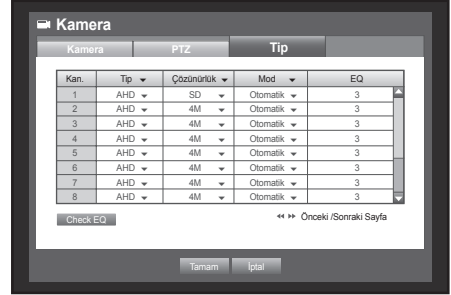 Kamera
Kamera PTZ Tip
Kan. Tip Çözünürlük Mod EQ
1 AHD SD Otomatik 3
2 AHD 4M Otomatik 3
3 AHD 4M Otomatik 3
4 AHD 4M Otomatik 3
5 AHD 4M Otomatik 3
6 AHD 4M Otomatik 3
7 AHD 4M Otomatik 3
8 AHD 4M Otomatik 3
Check EQ Önceki /Sonraki Sayfa
Tamam İptal